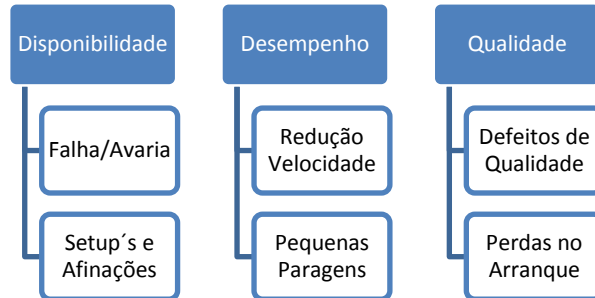 Disponibilidade
Falha/Avaria
Setup´s e
Afinações
Desempenho
Redução
Velocidade
Pequenas
Paragens
Qualidade
Defeitos de
Qualidade
Perdas no
Arranque